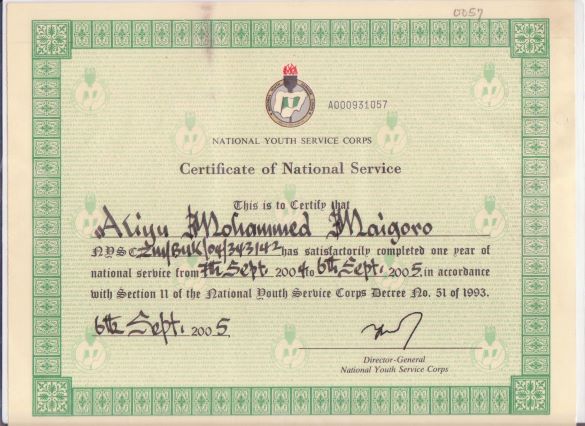 0057
A000931057
NATIONAL YOUTH SERVICE CORPS
Certificate of National Service
This is to Certify that
Aliyu Mohammed Maigoro
NYSC Zm/BUK/04/343142 has satisfactorily completed one year of
national service from 7th Sept. 2004 to 6th Sept. 2005 in accordance
with Section 11 of the National Youth Service Corps Decree No. 51 of 1993.
6th Sept. 2005
Director-General
National Youth Service Corps